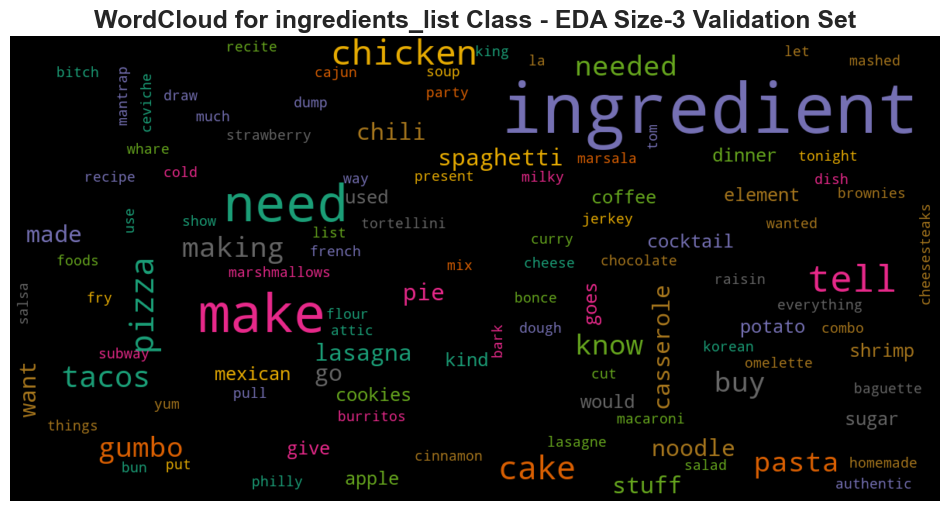 WordCloud for ingredients_list Class - EDA Size-3 Validation Set
recite chicken king la let
bitch cajun soup needed mashed
mantrap ceviche draw dump party ingredient
much strawberry chili tom
whare spaghetti marsala dinner tonight
recipe cold way present milky dish
need used coffee element brownies
use show tortellini jerkey wanted
made list curry cocktail cheesesteaks
making french
foods marshmallows mix cheese chocolate
pizza raisin tell
salsa fry make pie bonce goes everything
flour attic dough potato combo
subway lasagna bark know casserole korean shrimp
tacos mexican go kind cut omelette
want pull cookies would buy baguette
yum burritos macaroni sugar
things
gumbo give lasagne noodle
bun put cinnamon cake salad pasta homemade
philly apple stuff authentic